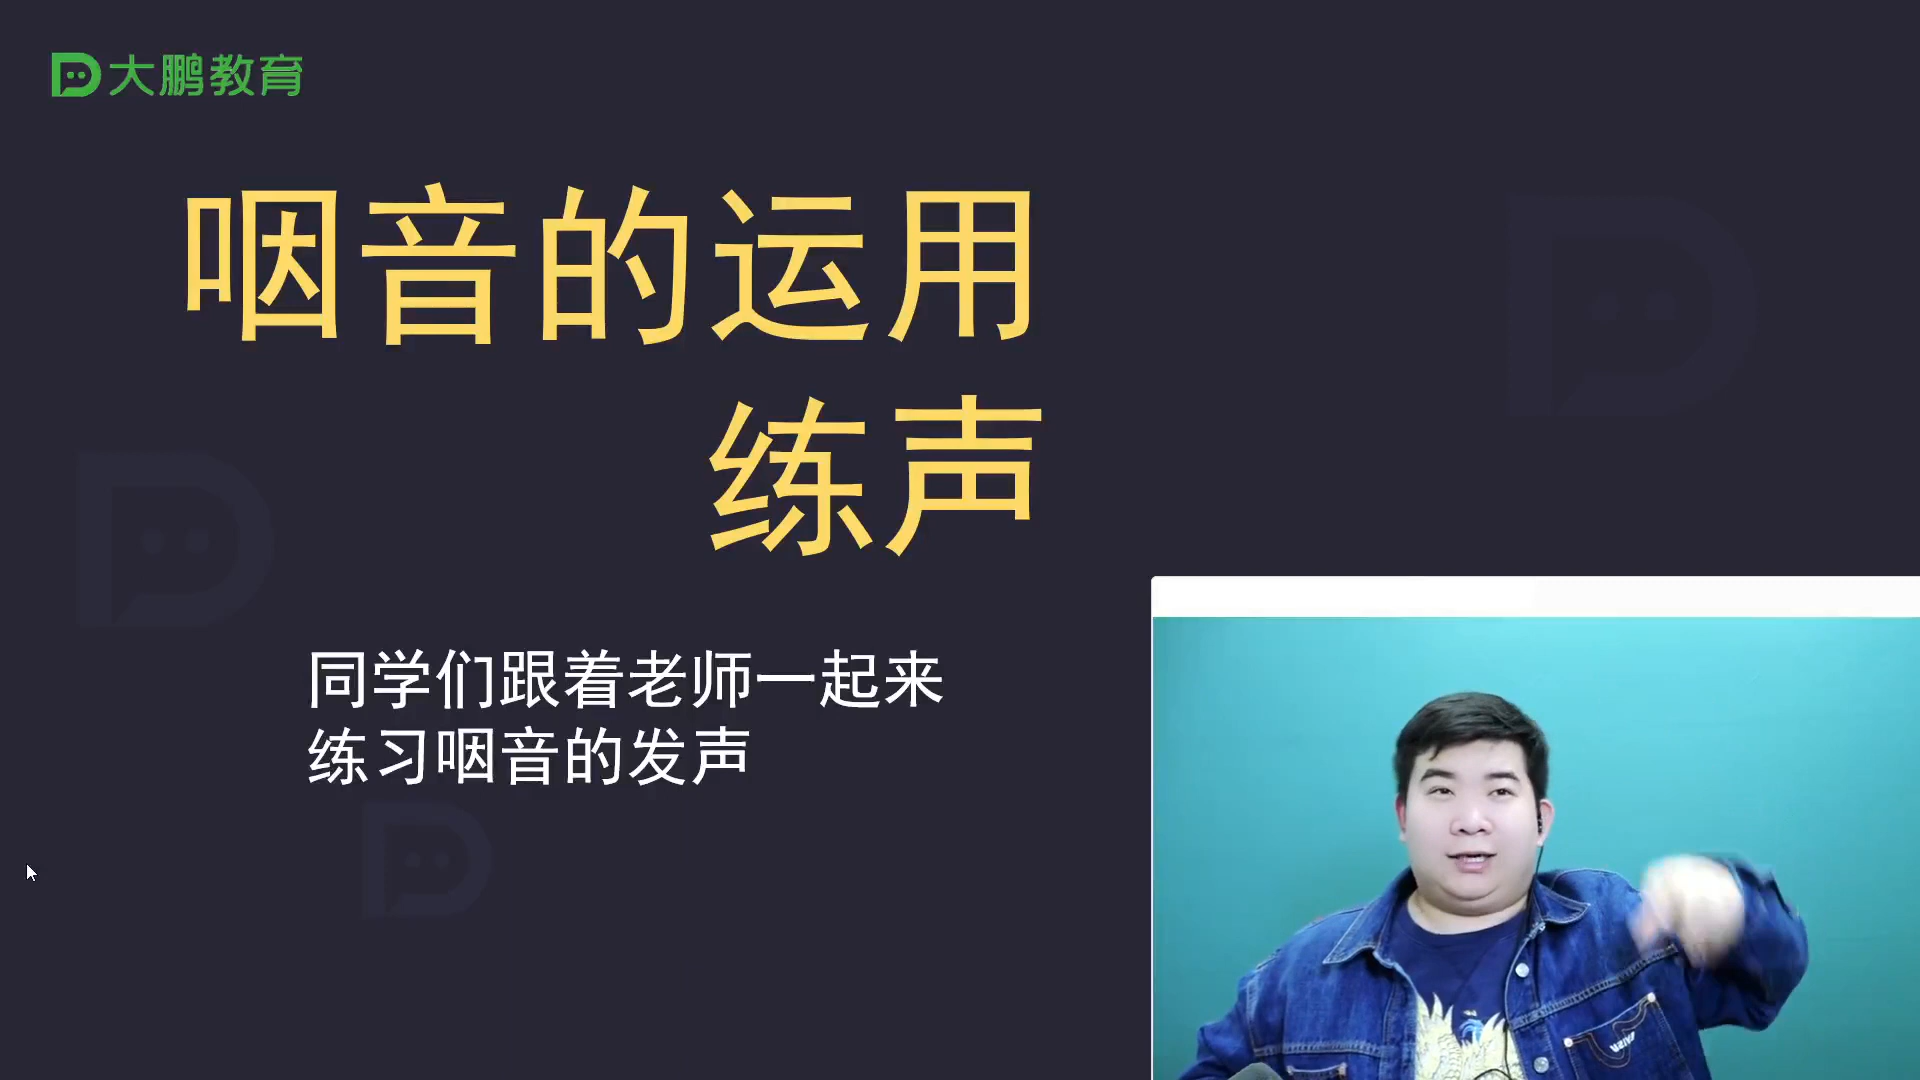 大鹏教育
咽音的运用
练声
同学们跟着老师一起来
练习咽音的发声